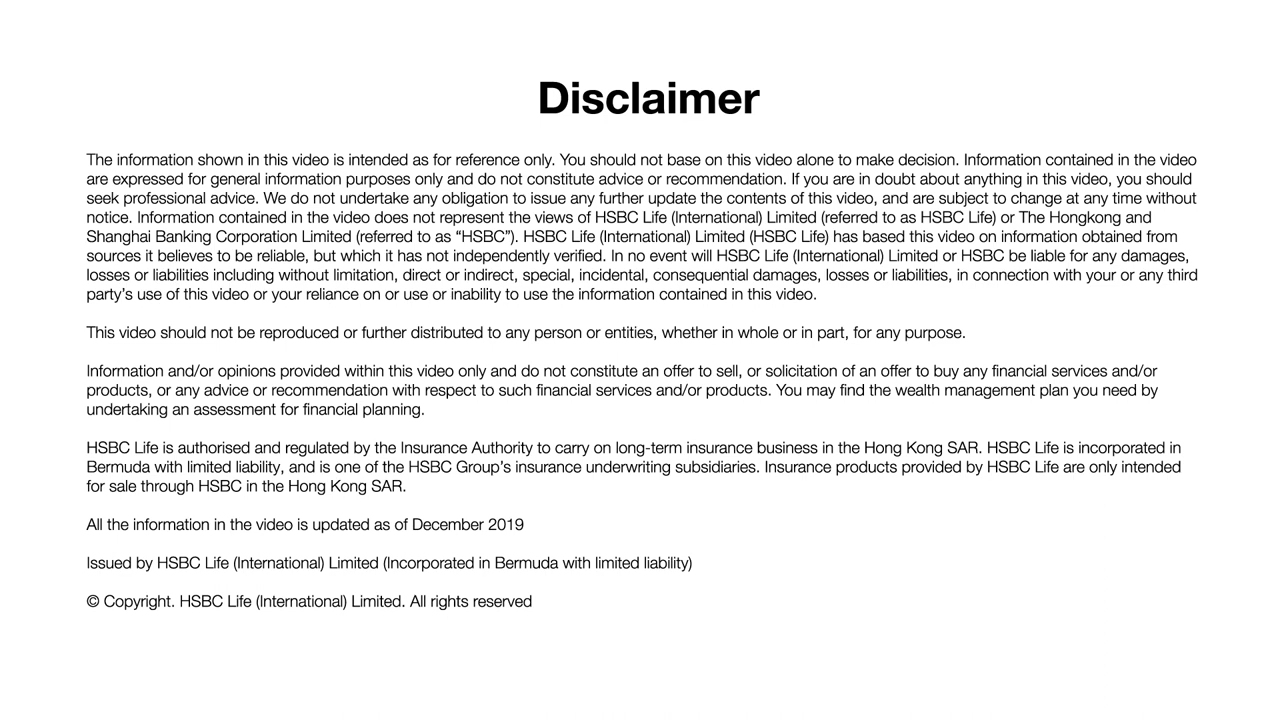 Disclaimer
The information shown in this video is intended as for reference only. You should not base on this video alone to make decision. Information contained in the video
are expressed for general information purposes only and do not constitute advice or recommendation. If you are in doubt about anything in this video, you should
seek professional advice. We do not undertake any obligation to issue any further update the contents of this video, and are subject to change at any time without
notice. Information contained in the video does not represent the views of HSBC Life (International) Limited (referred to as HSBC Life) or The Hongkong and
Shanghai Banking Corporation Limited (referred to as “HSBC”). HSBC Life (International) Limited (HSBC Life) has based this video on information obtained from
sources it believes to be reliable, but which it has not independently verified. In no event will HSBC Life (International) Limited or HSBC be liable for any damages,
losses or liabilities including without limitation, direct or indirect, special, incidental, consequential damages, losses or liabilities, in connection with your or any third
party’s use of this video or your reliance on or use or inability to use the information contained in this video.
This video should not be reproduced or further distributed to any person or entities, whether in whole or in part, for any purpose.
Information and/or opinions provided within this video only and do not constitute an offer to sell, or solicitation of an offer to buy any financial services and/or
products, or any advice or recommendation with respect to such financial services and/or products. You may find the wealth management plan you need by
undertaking an assessment for financial planning.
HSBC Life is authorised and regulated by the Insurance Authority to carry on long-term insurance business in the Hong Kong SAR. HSBC Life is incorporated in
Bermuda with limited liability, and is one of the HSBC Group’s insurance underwriting subsidiaries. Insurance products provided by HSBC Life are only intended
for sale through HSBC in the Hong Kong SAR.
All the information in the video is updated as of December 2019
Issued by HSBC Life (International) Limited (Incorporated in Bermuda with limited liability)
© Copyright. HSBC Life (International) Limited. All rights reserved